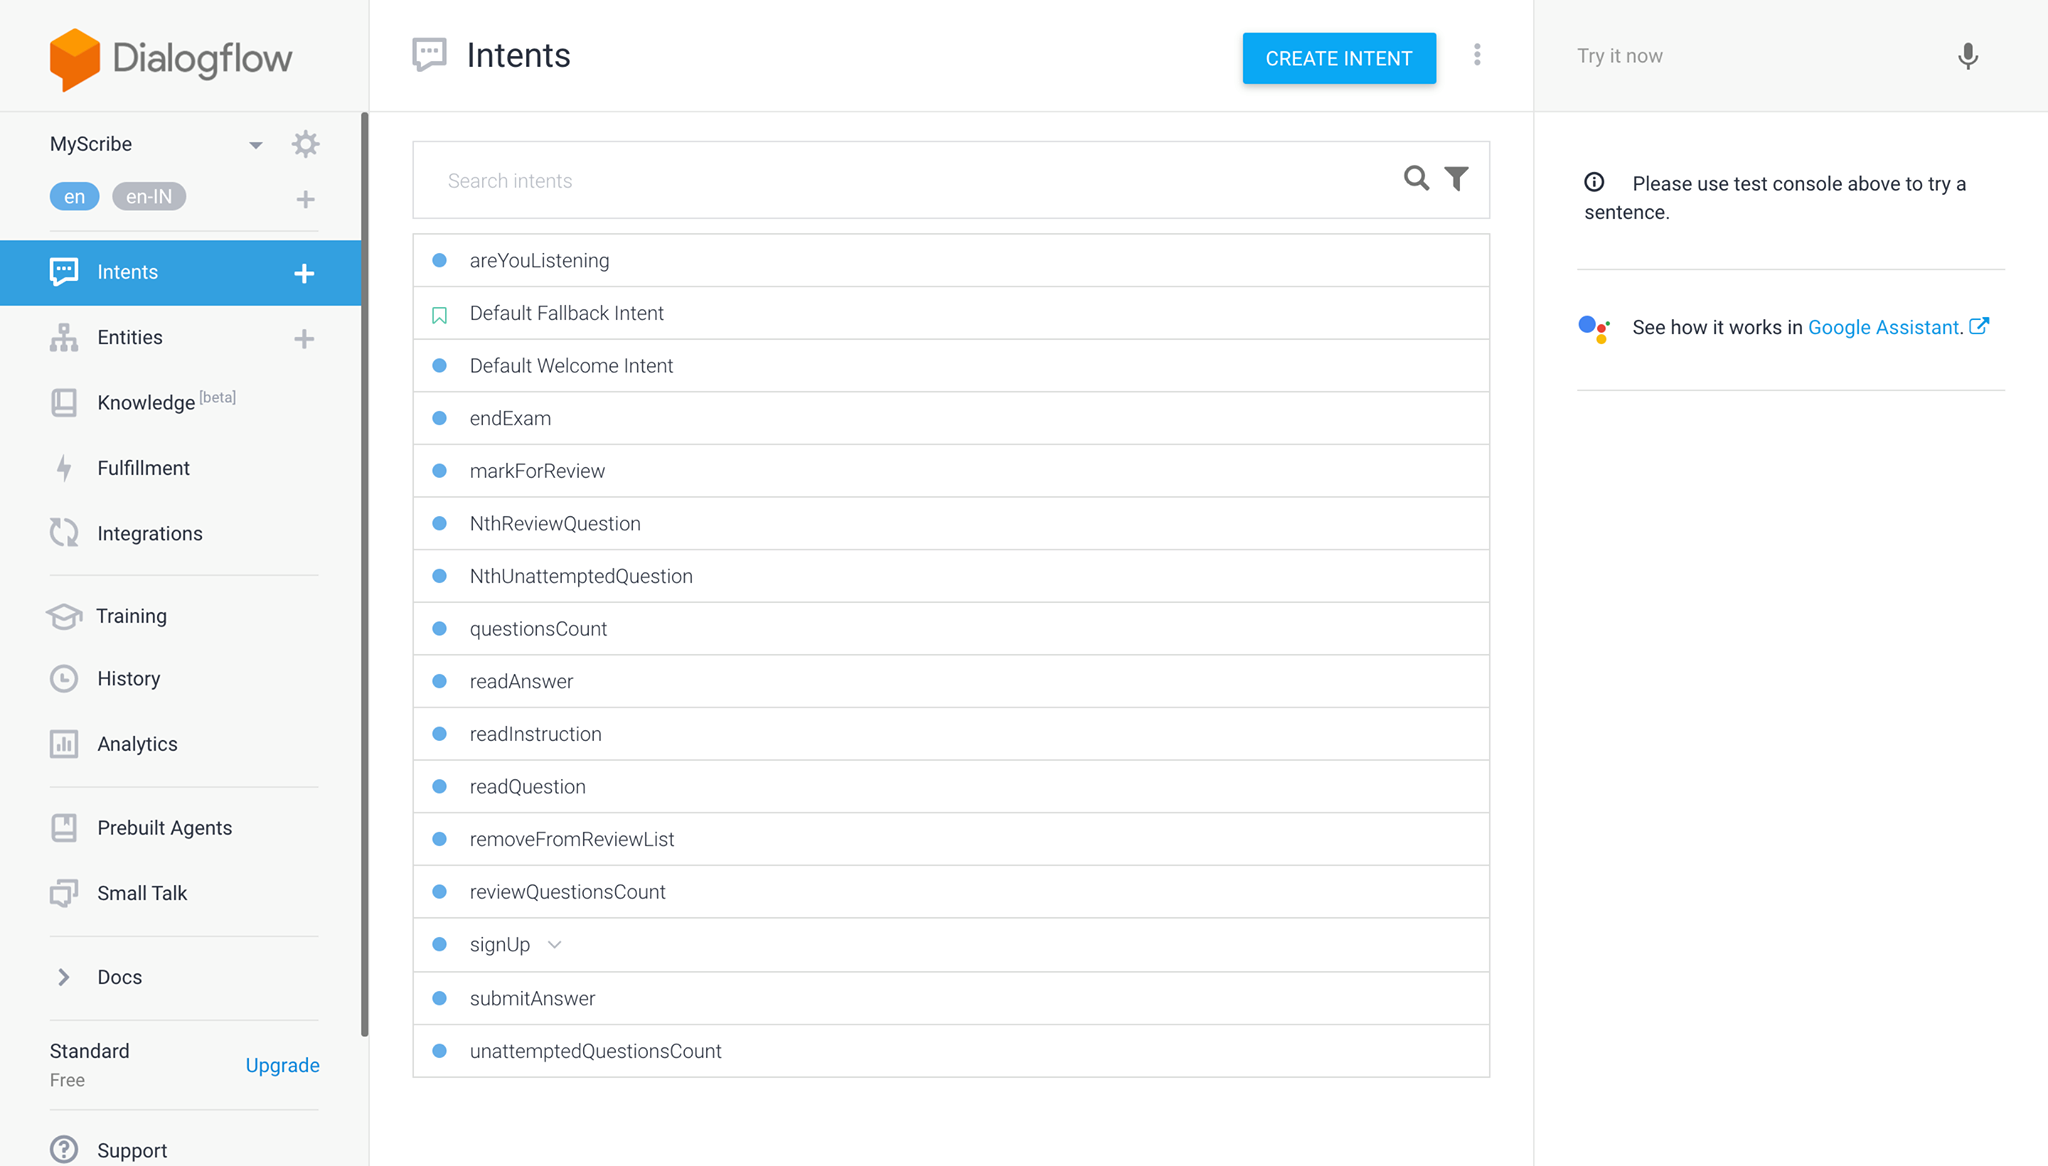 Dialogflow
MyScribe
en en-IN
Intents
Entities
Knowledge [beta]
Fulfillment
Integrations
Training
History
Analytics
Prebuilt Agents
Small Talk
Docs
Standard
Free
Upgrade
Support
Intents
CREATE INTENT
Search intents
areYouListening
Default Fallback Intent
Default Welcome Intent
endExam
markForReview
NthReviewQuestion
NthUnattemptedQuestion
questionsCount
readAnswer
readInstruction
readQuestion
removeFromReviewList
reviewQuestionsCount
signUp
submitAnswer
unattemptedQuestionsCount
Try it now
Please use test console above to try a
sentence.
See how it works in Google Assistant.